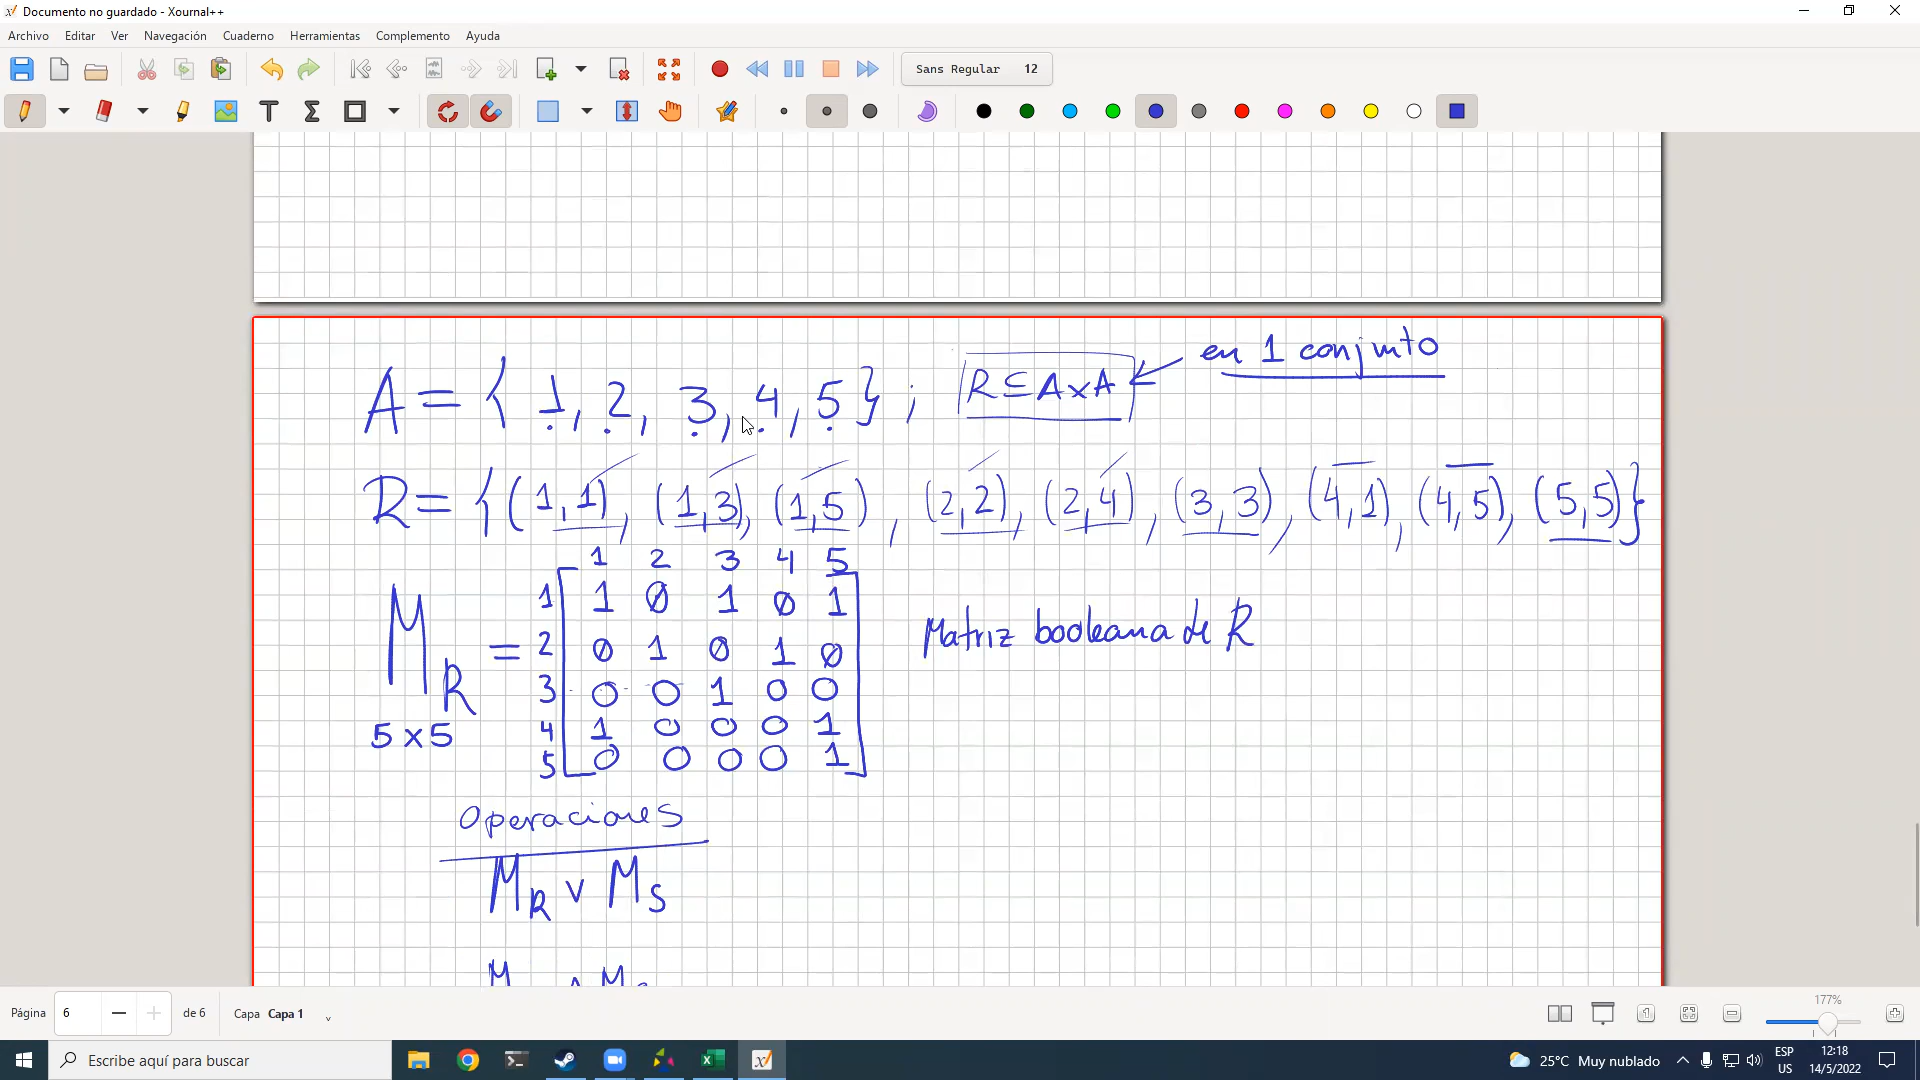 Documento no guardado - Xournal++
Archivo Editar Ver Navegación Cuaderno Herramientas Complemento Ayuda
Sans Regular 12
A = { 1, 2, 3, 4, 5 } ; R ⊆ A x A en 1 conjunto
R = { (1,1), (1,3), (1,5), (2,2), (2,4), (3,3), (4,1), (4,5), (5,5) }
1 2 3 4 5
1 1 0 1 0 1
M R = 2 0 1 0 1 0 Matriz booleana de R
3 0 0 1 0 0
5 x 5 4 1 0 0 0 1
5 0 0 0 0 1
Operaciones
M R v M S
Página 6 de 6 Capa Capa 1 177%
Escribe aquí para buscar 25°C Muy nublado ESP US 12:18 14/5/2022